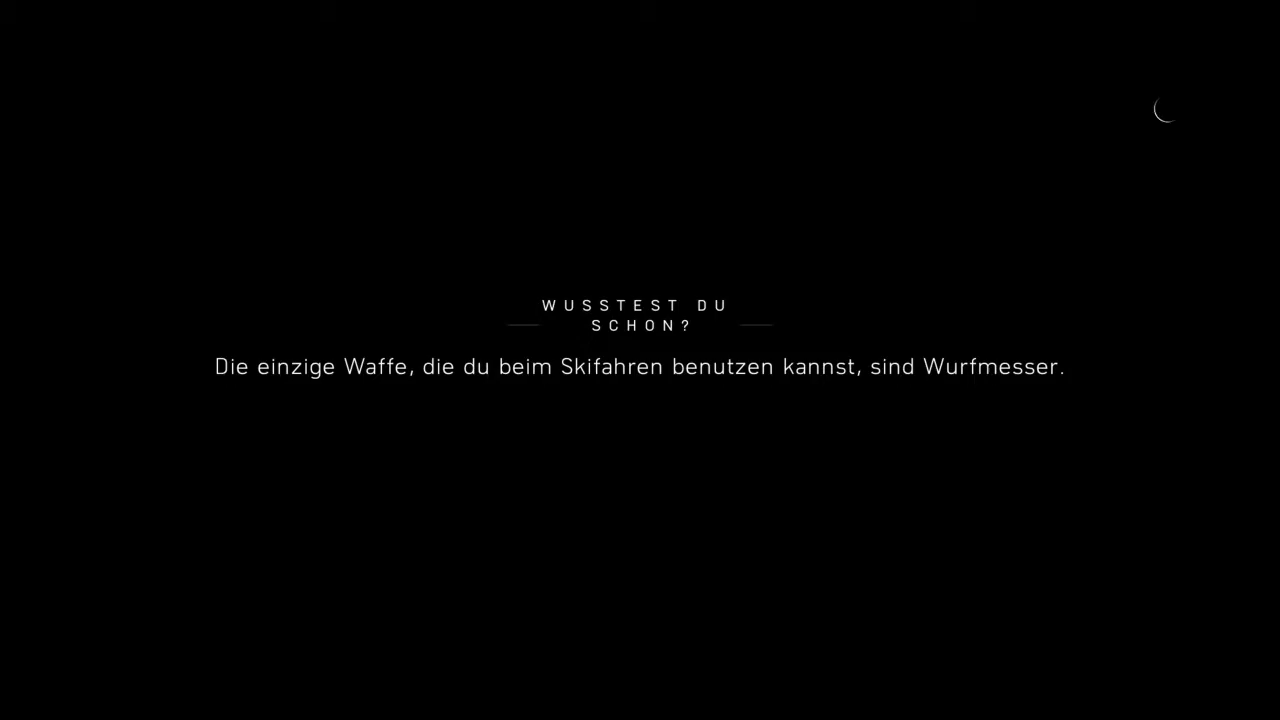 WUSSTEST DU
SCHON?
Die einzige Waffe, die du beim Skifahren benutzen kannst, sind Wurfmesser.